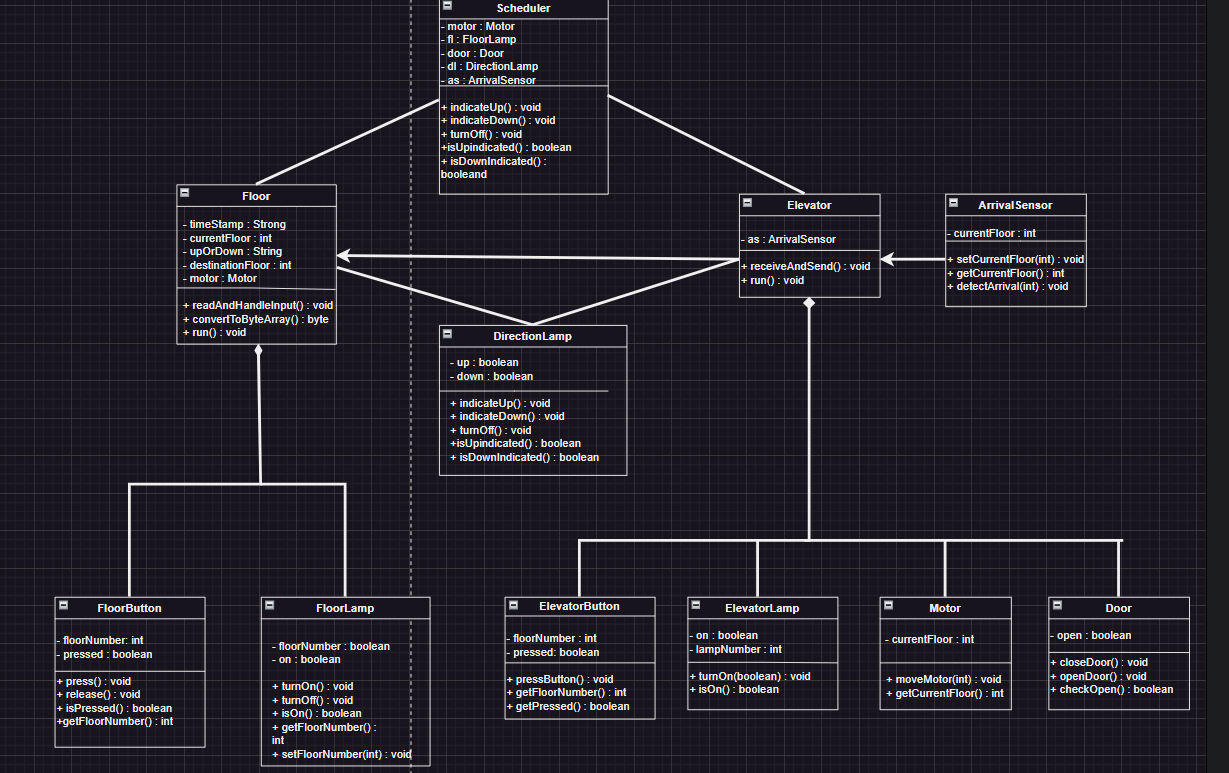 Scheduler
- motor : Motor
- fl : FloorLamp
- door : Door
- dl : DirectionLamp
- as : ArrivalSensor
+ indicateUp() : void
+ indicateDown() : void
+ turnOff() : void
+isUpindicated() : boolean
+ isDownIndicated() :
booleand
Floor
- timeStamp : Strong
- currentFloor : int
- upOrDown : String
- destinationFloor : int
- motor : Motor
+ readAndHandleInput() : void
+ convertToByteArray() : byte
+ run() : void
Elevator
- as : ArrivalSensor
+ receiveAndSend() : void
+ run() : void
ArrivalSensor
- currentFloor : int
+ setCurrentFloor(int) : void
+ getCurrentFloor() : int
+ detectArrival(int) : void
DirectionLamp
- up : boolean
- down : boolean
+ indicateUp() : void
+ indicateDown() : void
+ turnOff() : void
+isUpindicated() : boolean
+ isDownIndicated() : boolean
FloorButton
- floorNumber: int
- pressed : boolean
+ press() : void
+ release() : void
+ isPressed() : boolean
+getFloorNumber() : int
FloorLamp
- floorNumber : boolean
- on : boolean
+ turnOn() : void
+ turnOff() : void
+ isOn() : boolean
+ getFloorNumber() :
int
+ setFloorNumber(int) : void
ElevatorButton
- floorNumber : int
- pressed: boolean
+ pressButton() : void
+ getFloorNumber() : int
+ getPressed() : boolean
ElevatorLamp
- on : boolean
- lampNumber : int
+ turnOn(boolean) : void
+ isOn() : boolean
Motor
- currentFloor : int
+ moveMotor(int) : void
+ getCurrentFloor() : int
Door
- open : boolean
+ closeDoor() : void
+ openDoor() : void
+ checkOpen() : boolean